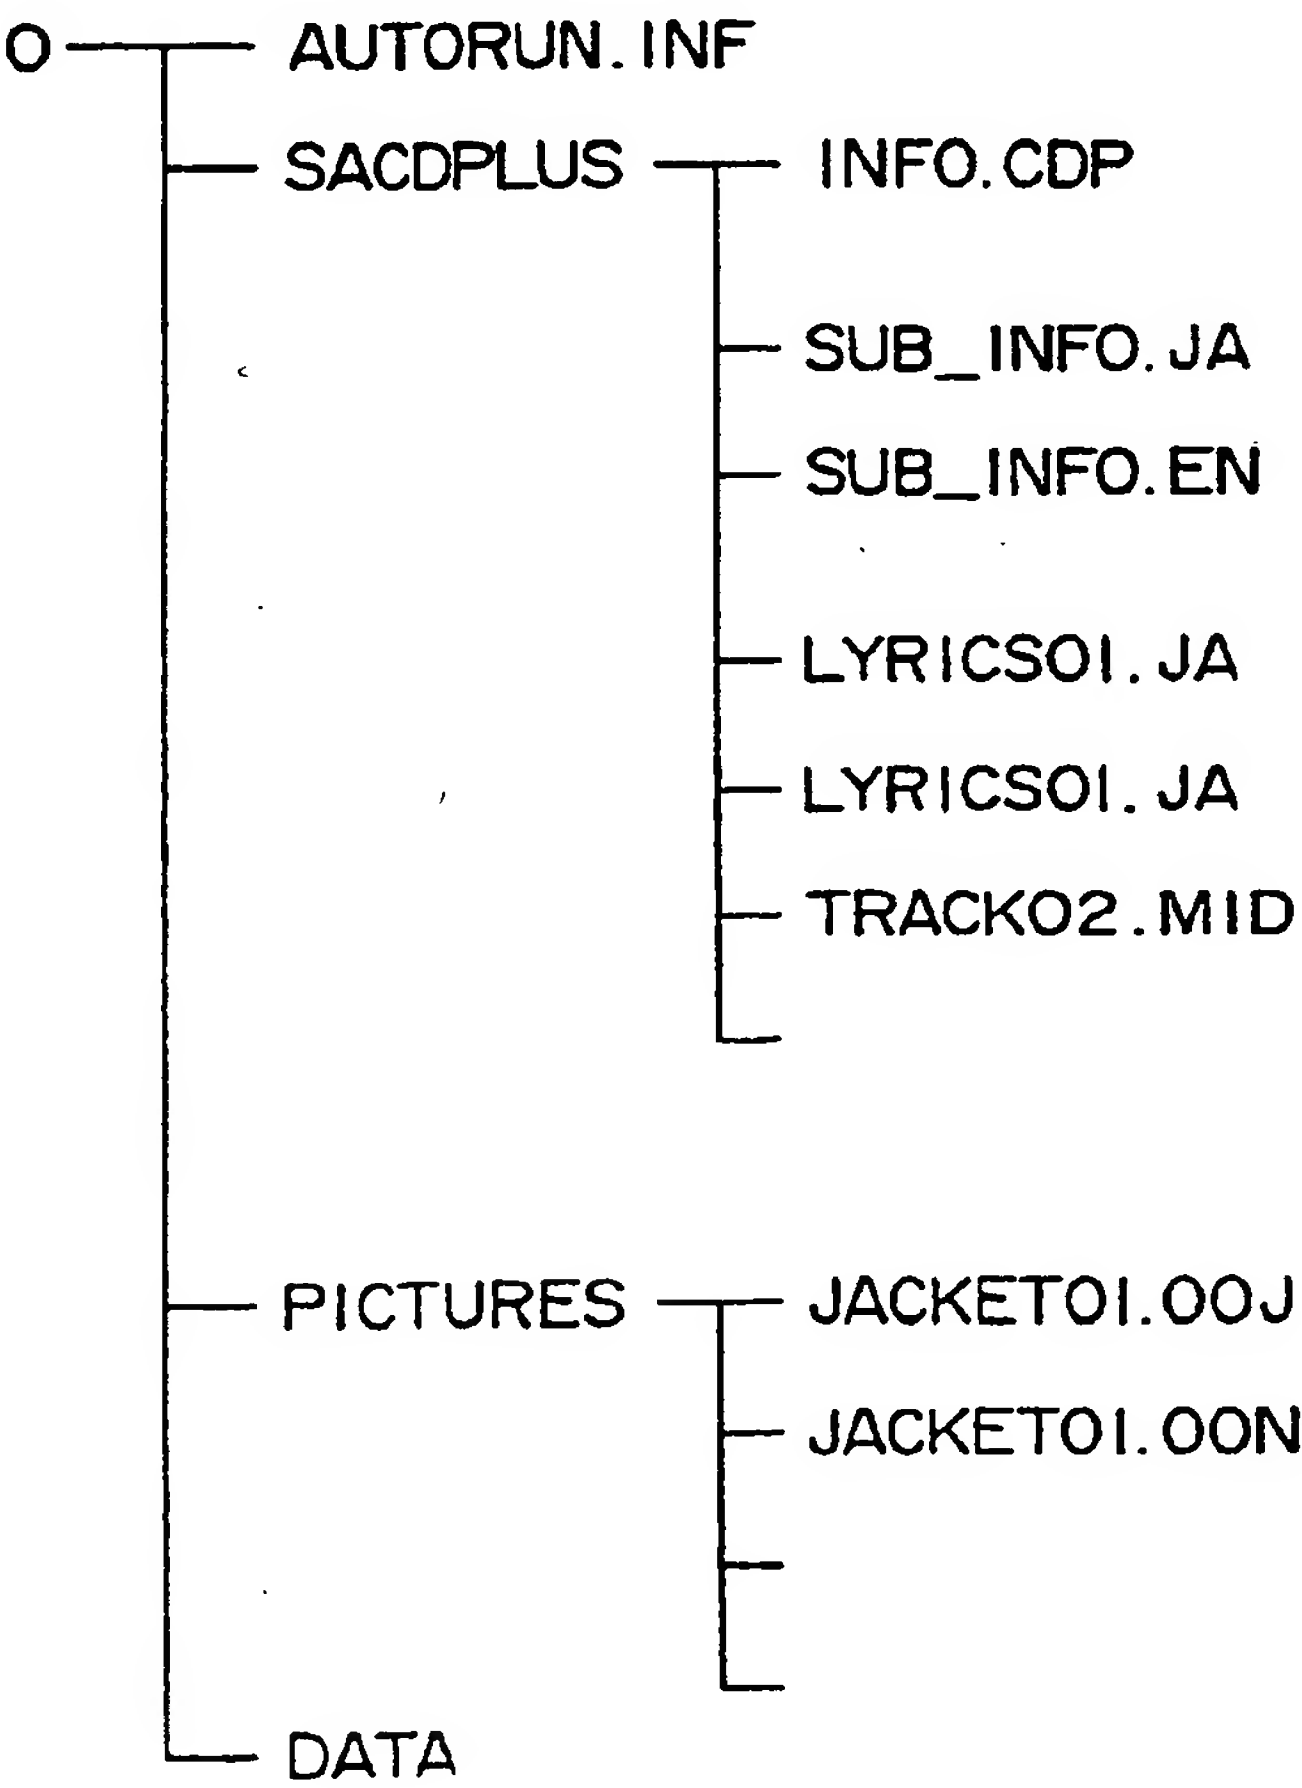 O AUTORUN.INF
SACDPLUS INFO.CDP
SUB_INFO.JA
SUB_INFO.EN
LYRICS01.JA
LYRICS01.JA
TRACK02.MID
PICTURES JACKET01.00J
JACKET01.00N
DATA